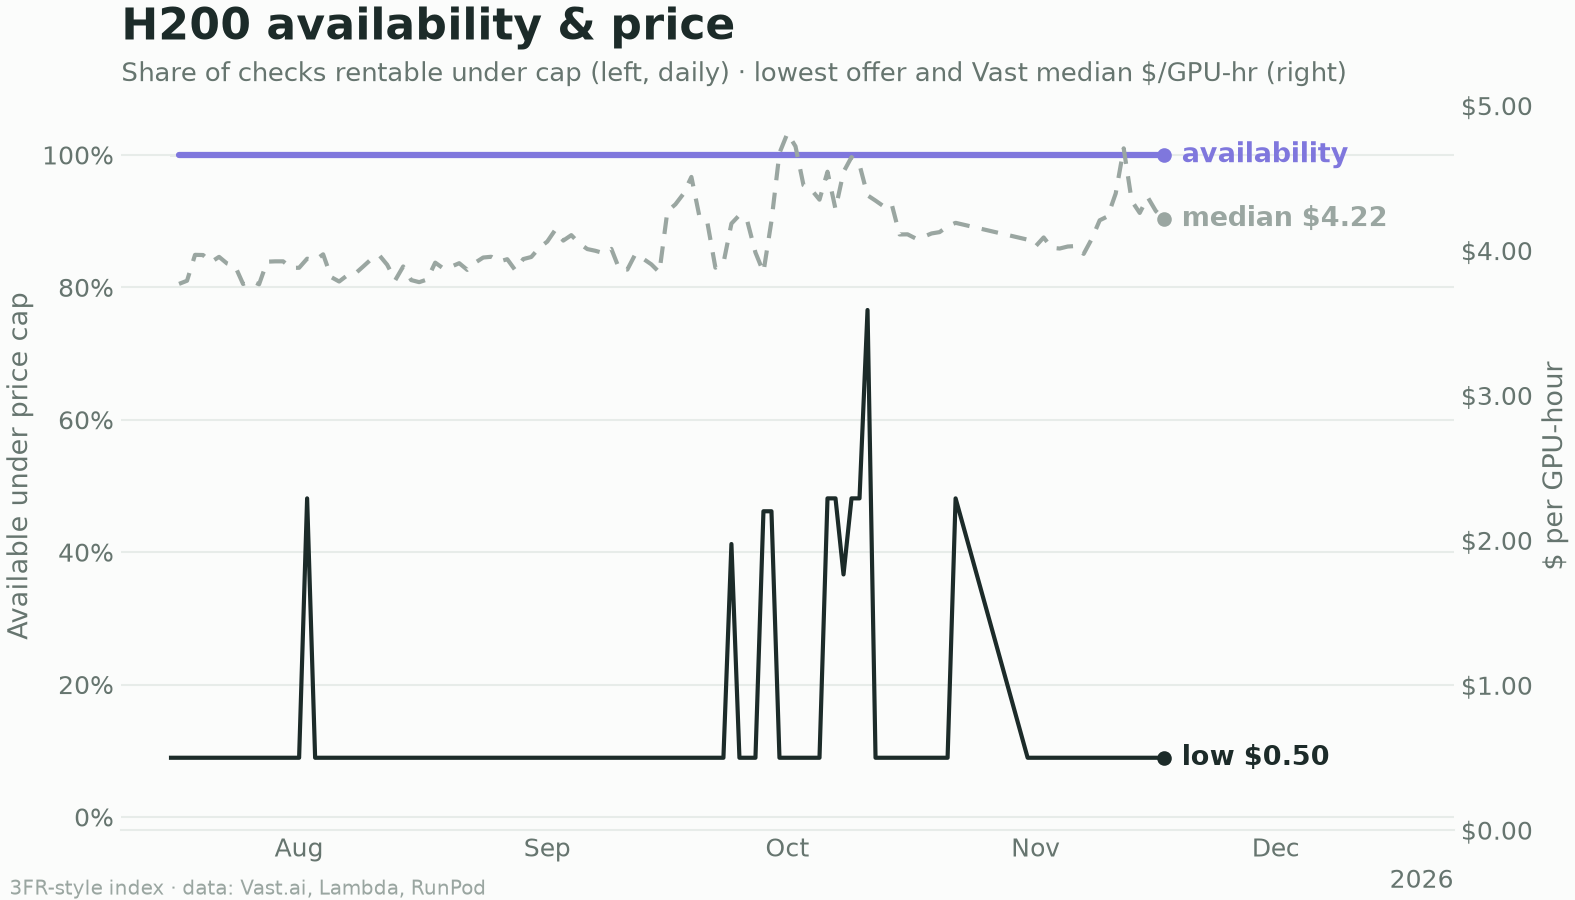 H200 availability & price
Share of checks rentable under cap (left, daily) · lowest offer and Vast median $/GPU-hr (right)
$5.00
100%
availability
median $4.22
$4.00
80%
$3.00
60%
Available under price cap
$ per GPU-hour
$2.00
40%
$1.00
20%
low $0.50
0%
$0.00
Aug Sep Oct Nov Dec
2026
3FR-style index · data: Vast.ai, Lambda, RunPod